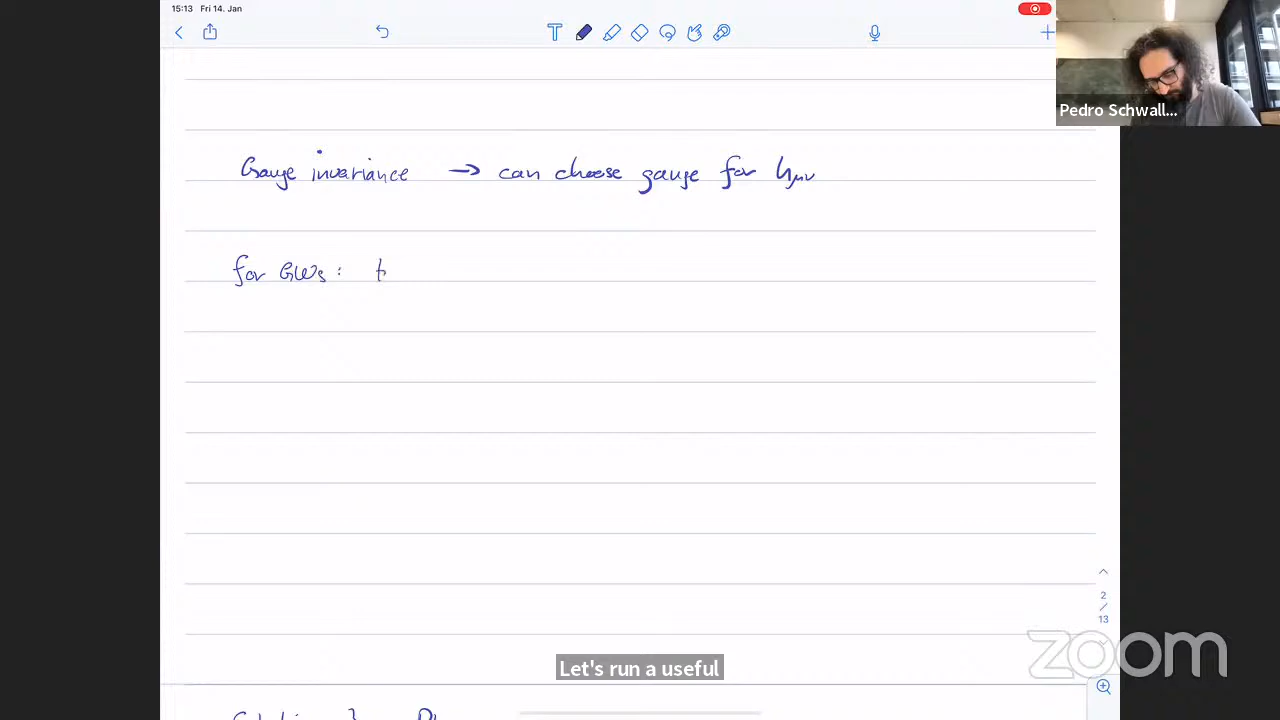 15:13 Fri 14. Jan
T
Pedro Schwall...
Gauge invariance → can choose gauge for hμν
for GWs : t
2
/
13
Let's run a useful
zoom